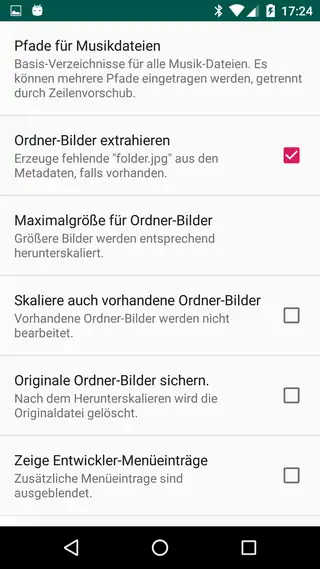 17:24
Pfade für Musikdateien
Basis-Verzeichnisse für alle Musik-Dateien. Es
können mehrere Pfade eingetragen werden, getrennt
durch Zeilenvorschub.
Ordner-Bilder extrahieren
Erzeuge fehlende "folder.jpg" aus den
Metadaten, falls vorhanden.
Maximalgröße für Ordner-Bilder
Größere Bilder werden entsprechend
herunterskaliert.
Skaliere auch vorhandene Ordner-Bilder
Vorhandene Ordner-Bilder werden nicht
bearbeitet.
Originale Ordner-Bilder sichern.
Nach dem Herunterskalieren wird die
Originaldatei gelöscht.
Zeige Entwickler-Menüeinträge
Zusätzliche Menüeintrage sind
ausgeblendet.